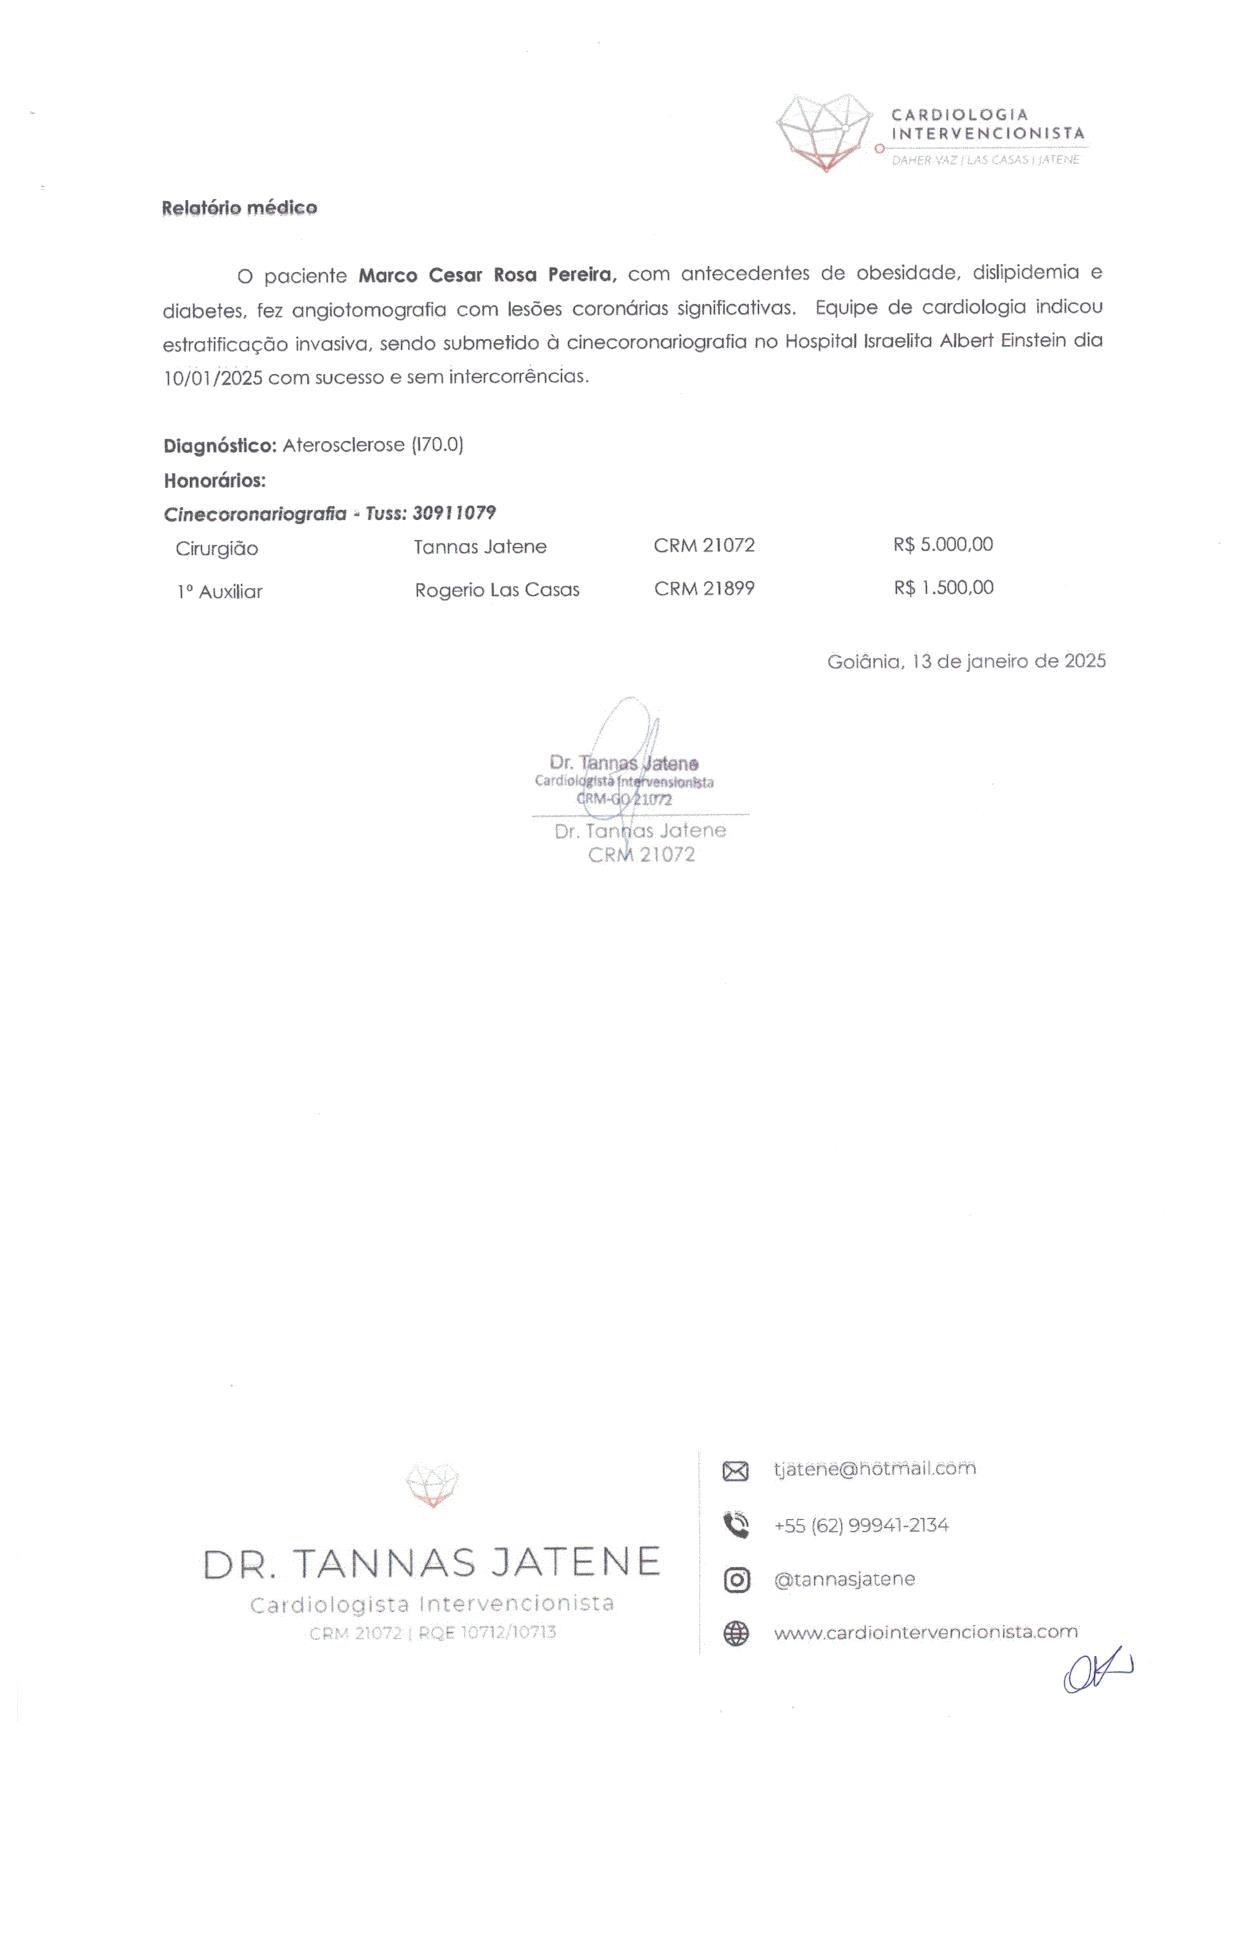 CARDIOLOGIA
INTERVENCIONISTA
DAHER VAZ | LAS CASAS | JATENE
Relatório médico
O paciente Marco Cesar Rosa Pereira, com antecedentes de obesidade, dislipidemia e
diabetes, fez angiotomografia com lesões coronárias significativas. Equipe de cardiologia indicou
estratificação invasiva, sendo submetido à cinecoronariografia no Hospital Israelita Albert Einstein dia
10/01/2025 com sucesso e sem intercorrências.
Diagnóstico: Aterosclerose (I70.0)
Honorários:
Cinecoronariografia - Tuss: 30911079
Cirurgião Tannas Jatene CRM 21072 R$ 5.000,00
1º Auxiliar Rogerio Las Casas CRM 21899 R$ 1.500,00
Goiânia, 13 de janeiro de 2025
Dr. Tannas Jatene
Cardiologista Intervensionista
CRM-GO 21072
Dr. Tannas Jatene
CRM 21072
DR. TANNAS JATENE
Cardiologista Intervencionista
CRM 21072 | RQE 10712/10713
tjatene@hotmail.com
+55 (62) 99941-2134
@tannasjatene
www.cardiointervencionista.com